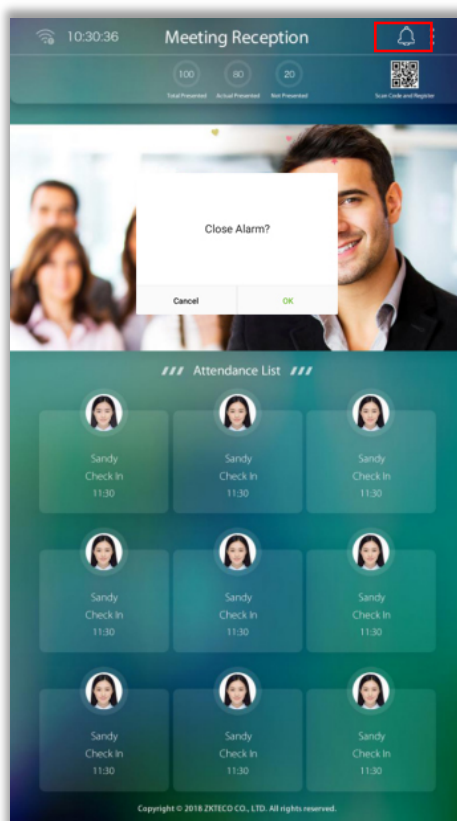 10:30:36 Meeting Reception
100 80 20
Total Presented Actual Presented Not Presented Scan Code and Register
Close Alarm?
Cancel OK
/// Attendance List ///
Sandy Sandy Sandy
Check In Check In Check In
11:30 11:30 11:30
Sandy Sandy Sandy
Check In Check In Check In
11:30 11:30 11:30
Sandy Sandy Sandy
Check In Check In Check In
11:30 11:30 11:30
Copyright © 2018 ZKTECO CO., LTD. All rights reserved.